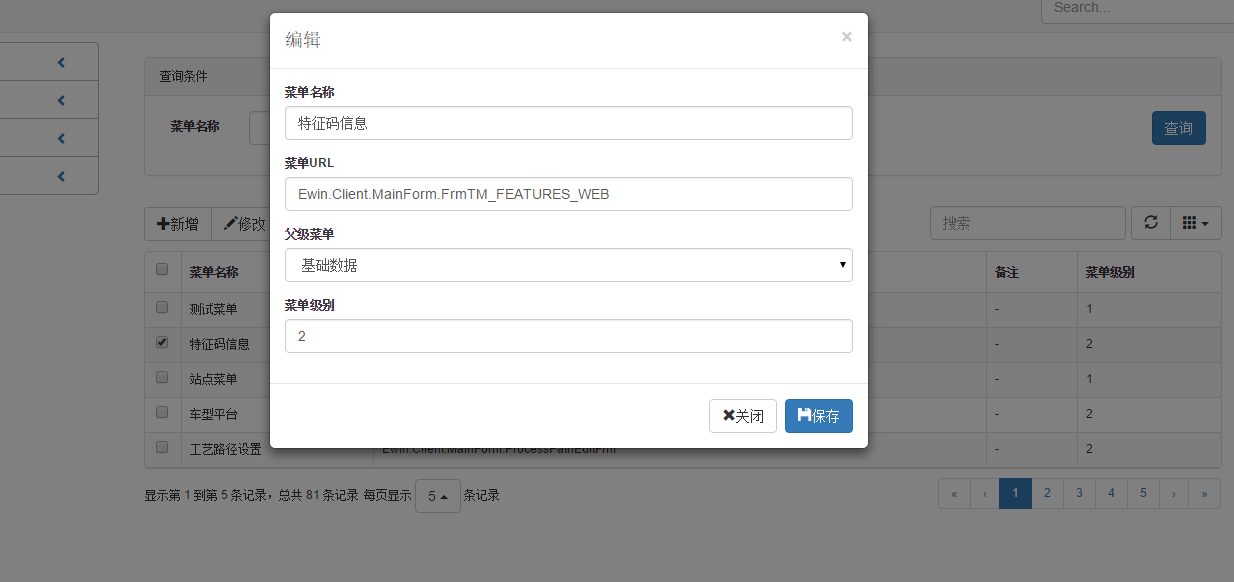 Search...
编辑
×
查询条件
菜单名称
查询
菜单名称
特征码信息
菜单URL
Ewin.Client.MainForm.FrmTM_FEATURES_WEB
父级菜单
基础数据
菜单级别
2
关闭
保存
新增
修改
搜索
菜单名称
备注
菜单级别
测试菜单
-
1
特征码信息
-
2
站点菜单
-
1
车型平台
-
2
工艺路径设置
Ewin.Client.MainForm.ProcessPathEditFrm
-
2
显示第 1 到第 5 条记录，总共 81 条记录 每页显示 5 条记录
« ‹ 1 2 3 4 5 › »